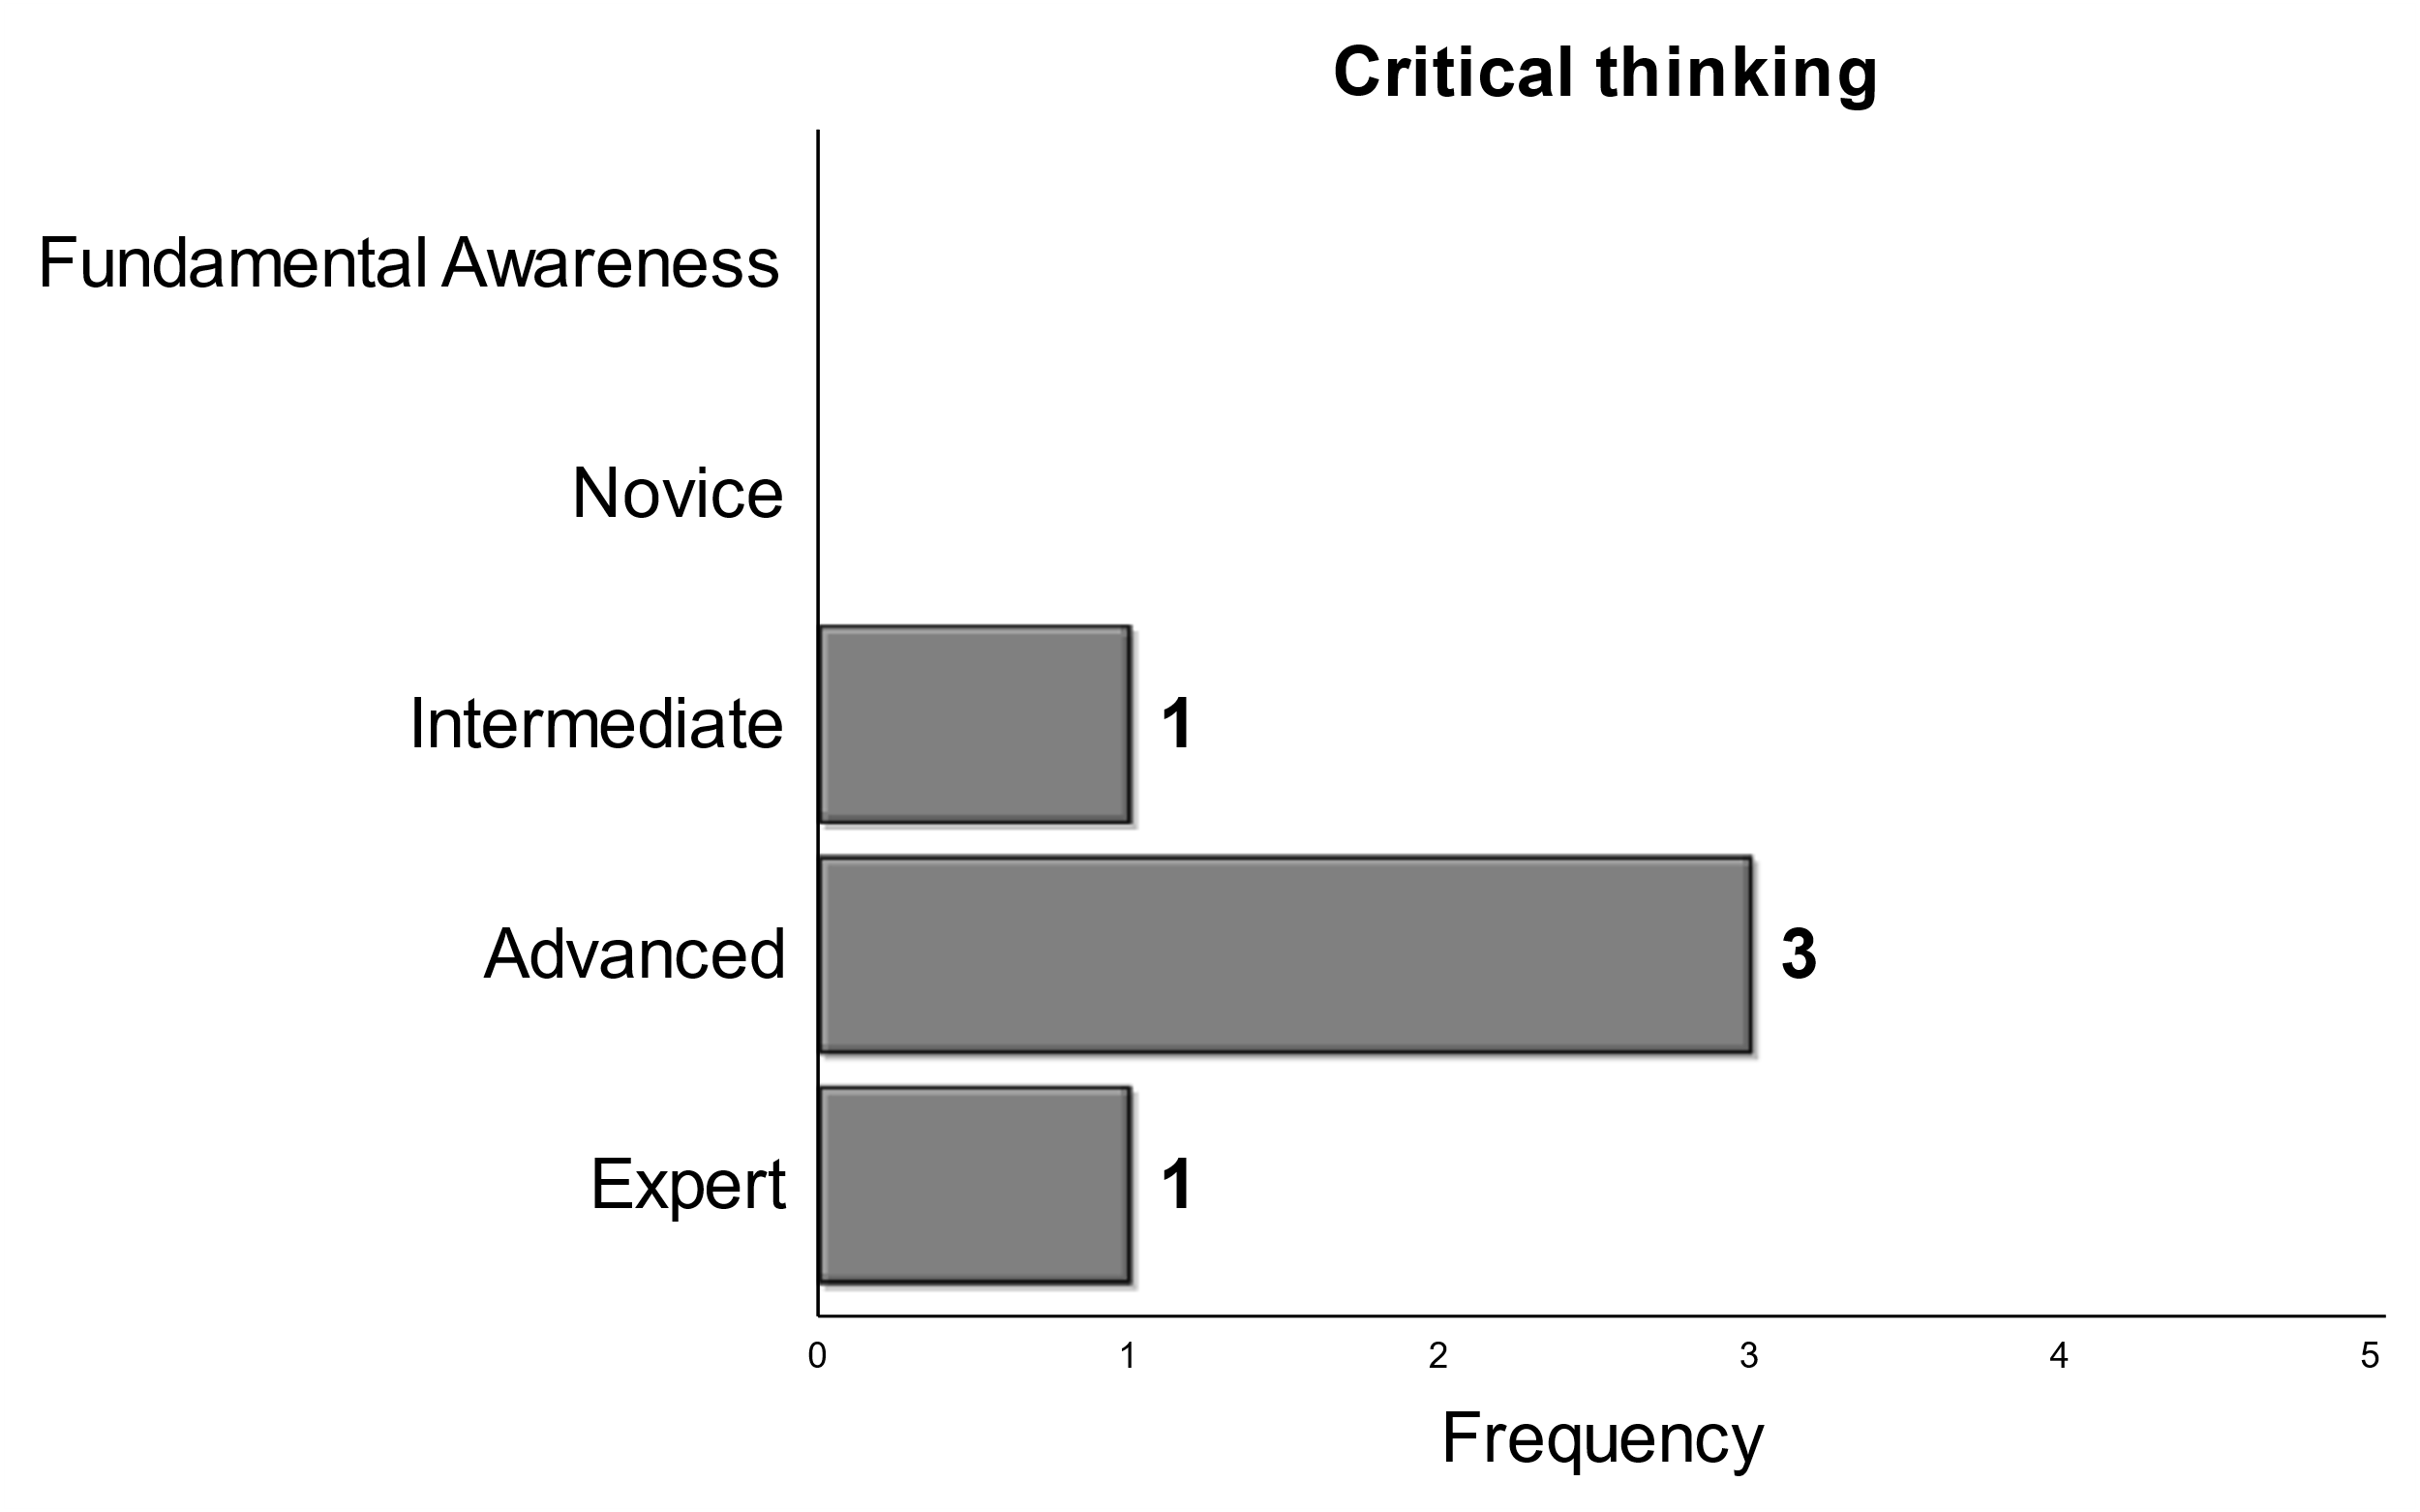 Critical thinking
Fundamental Awareness
Novice
Intermediate 1
Advanced 3
Expert 1
0 1 2 3 4 5
Frequency